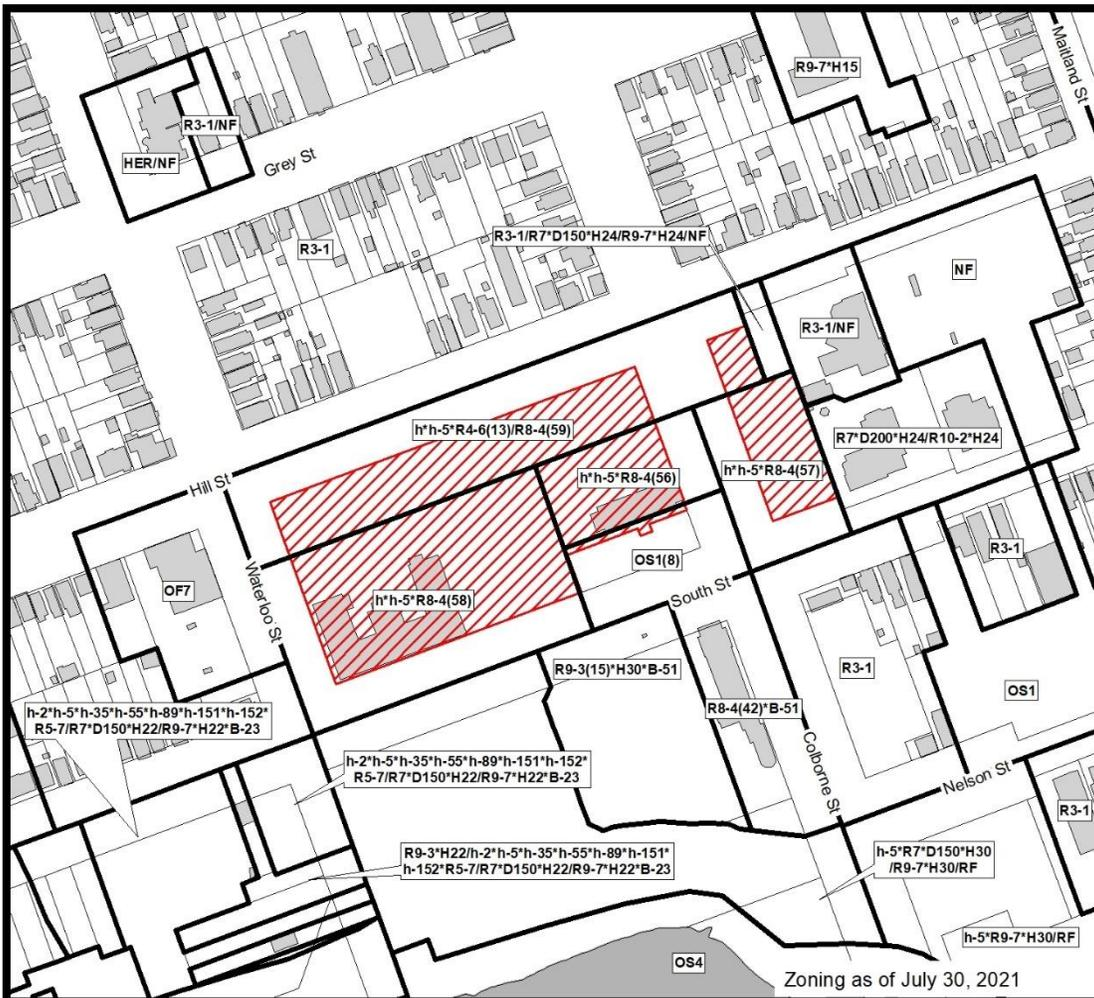 Maitland St
R9-7*H15
R3-1/NF
HER/NF
Grey St
R3-1/R7*D150*H24/R9-7*H24/NF
R3-1
NF
R3-1/NF
h*h-5*R4-6(13)/R8-4(59)
R7*D200*H24/R10-2*H24
h*h-5*R8-4(57)
h*h-5*R8-4(56)
Hill St
R3-1
OS1(8)
OF7
Waterloo St
h*h-5*R8-4(58)
South St
R9-3(15)*H30*B-51
R3-1
OS1
R8-4(42)*B-51
h-2*h-5*h-35*h-55*h-89*h-151*h-152*
R5-7/R7*D150*H22/R9-7*H22*B-23
Colborne St
h-2*h-5*h-35*h-55*h-89*h-151*h-152*
R5-7/R7*D150*H22/R9-7*H22*B-23
Nelson St
R3-1
R9-3*H22/h-2*h-5*h-35*h-55*h-89*h-151*
h-152*R5-7/R7*D150*H22/R9-7*H22*B-23
h-5*R7*D150*H30
/R9-7*H30/RF
h-5*R9-7*H30/RF
OS4
Zoning as of July 30, 2021